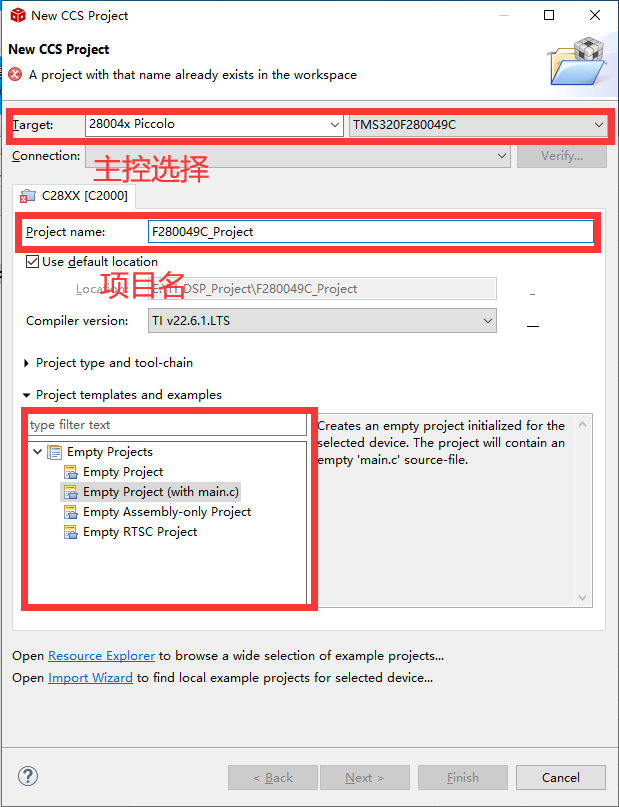 New CCS Project
New CCS Project
A project with that name already exists in the workspace
Target: 28004x Piccolo TMS320F280049C
Connection: Verify...
主控选择
C28XX [C2000]
Project name: F280049C_Project
Use default location
项目名
Location: E:\TI DSP_Project\F280049C_Project
Compiler version: TI v22.6.1.LTS
Project type and tool-chain
Project templates and examples
type filter text
Empty Projects
Empty Project
Empty Project (with main.c)
Empty Assembly-only Project
Empty RTSC Project
Creates an empty project initialized for the
selected device. The project will contain an
empty 'main.c' source-file.
Open Resource Explorer to browse a wide selection of example projects...
Open Import Wizard to find local example projects for selected device...
< Back Next > Finish Cancel